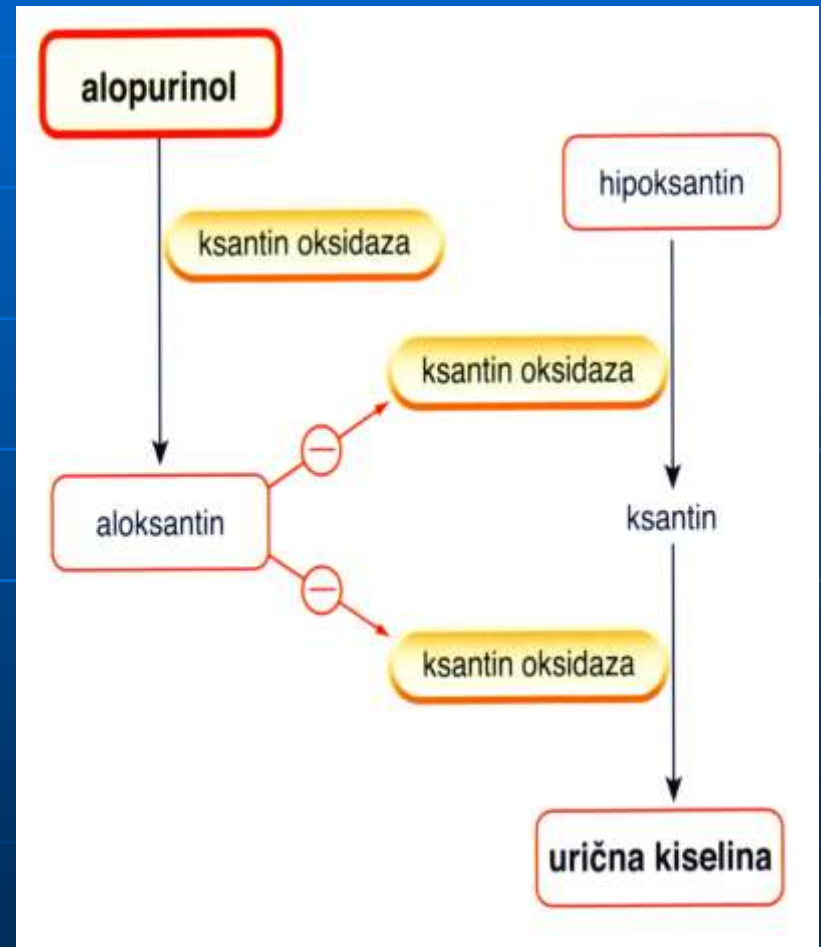 alopurinol
hipoksantin
ksantin oksidaza
ksantin oksidaza
aloksantin
ksantin
ksantin oksidaza
urična kiselina